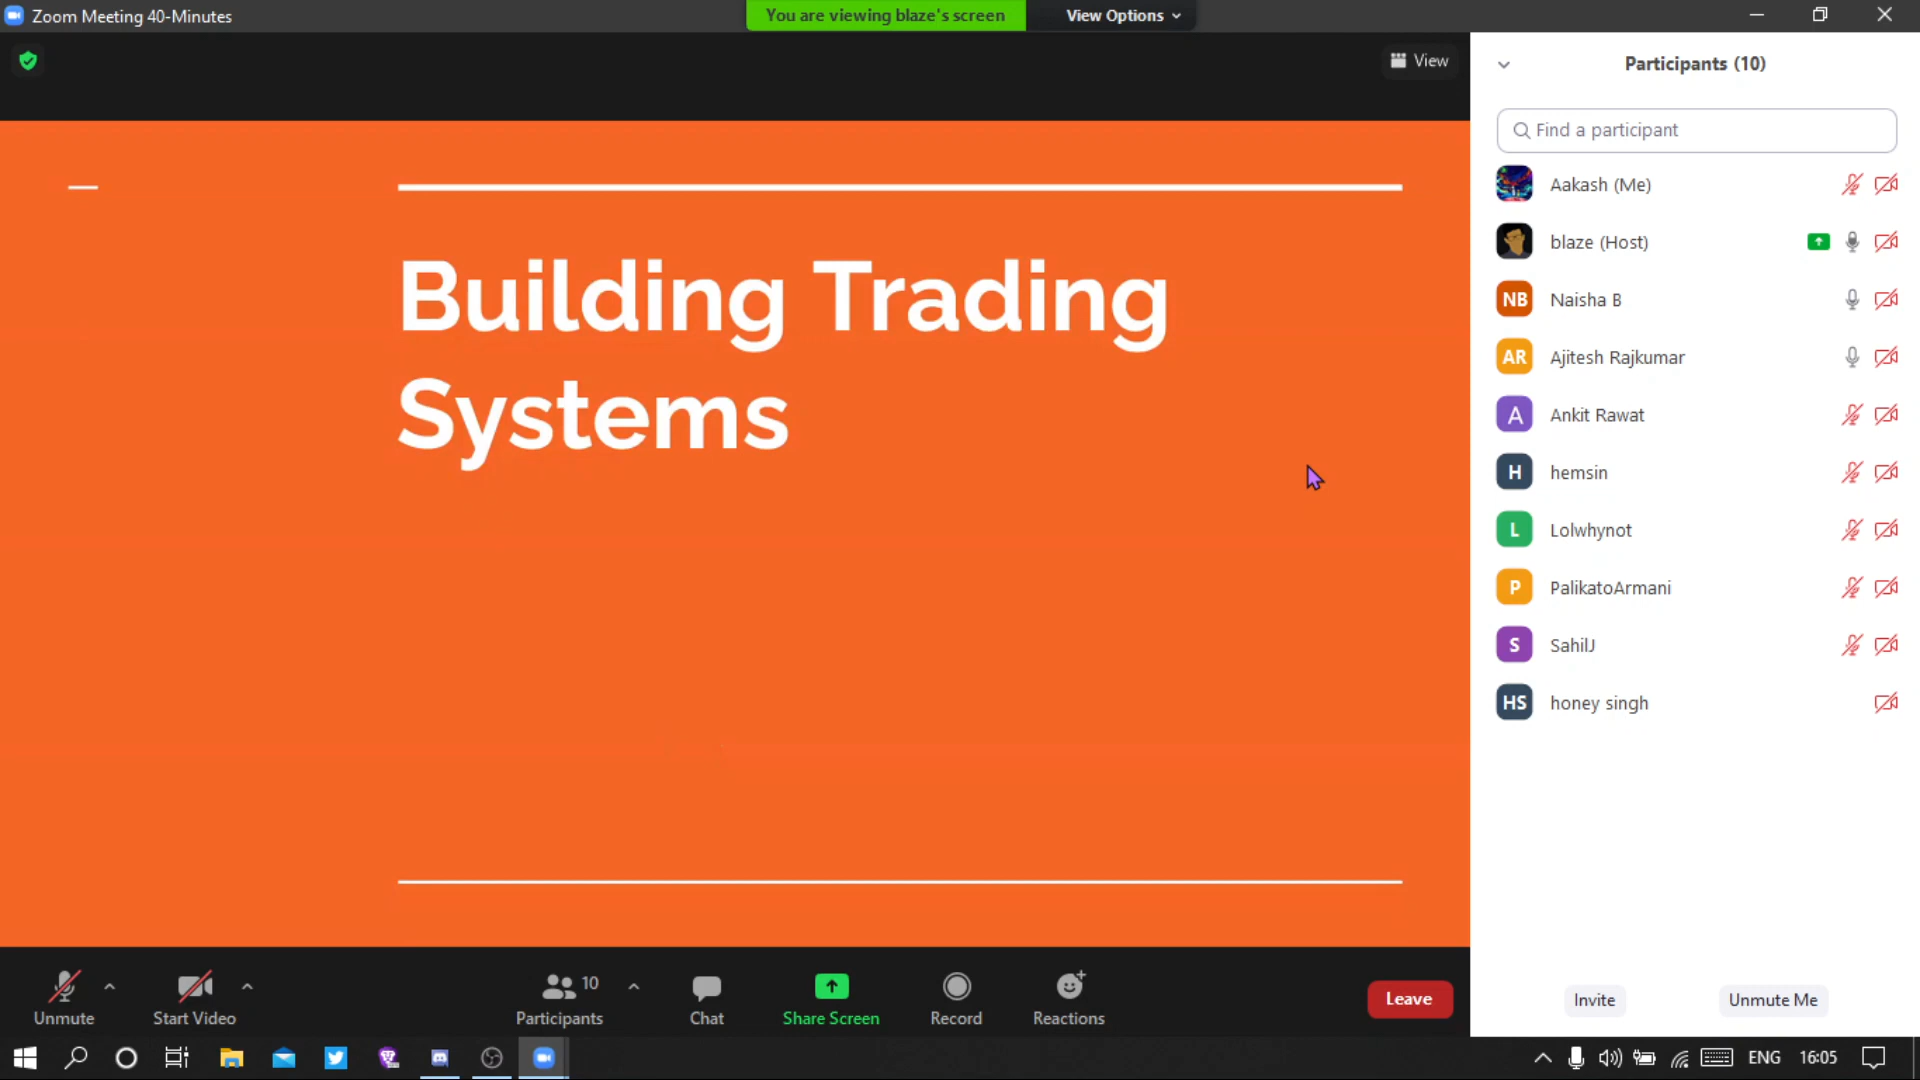 Zoom Meeting 40-Minutes
You are viewing blaze's screen
View Options
View
Participants (10)
Find a participant
Aakash (Me)
blaze (Host)
NB Naisha B
AR Ajitesh Rajkumar
A Ankit Rawat
H hemsin
L Lolwhynot
P PalikatoArmani
S SahilJ
HS honey singh
Building Trading
Systems
Unmute
Start Video
10
Participants
Chat
Share Screen
Record
Reactions
Leave
Invite
Unmute Me
ENG
16:05